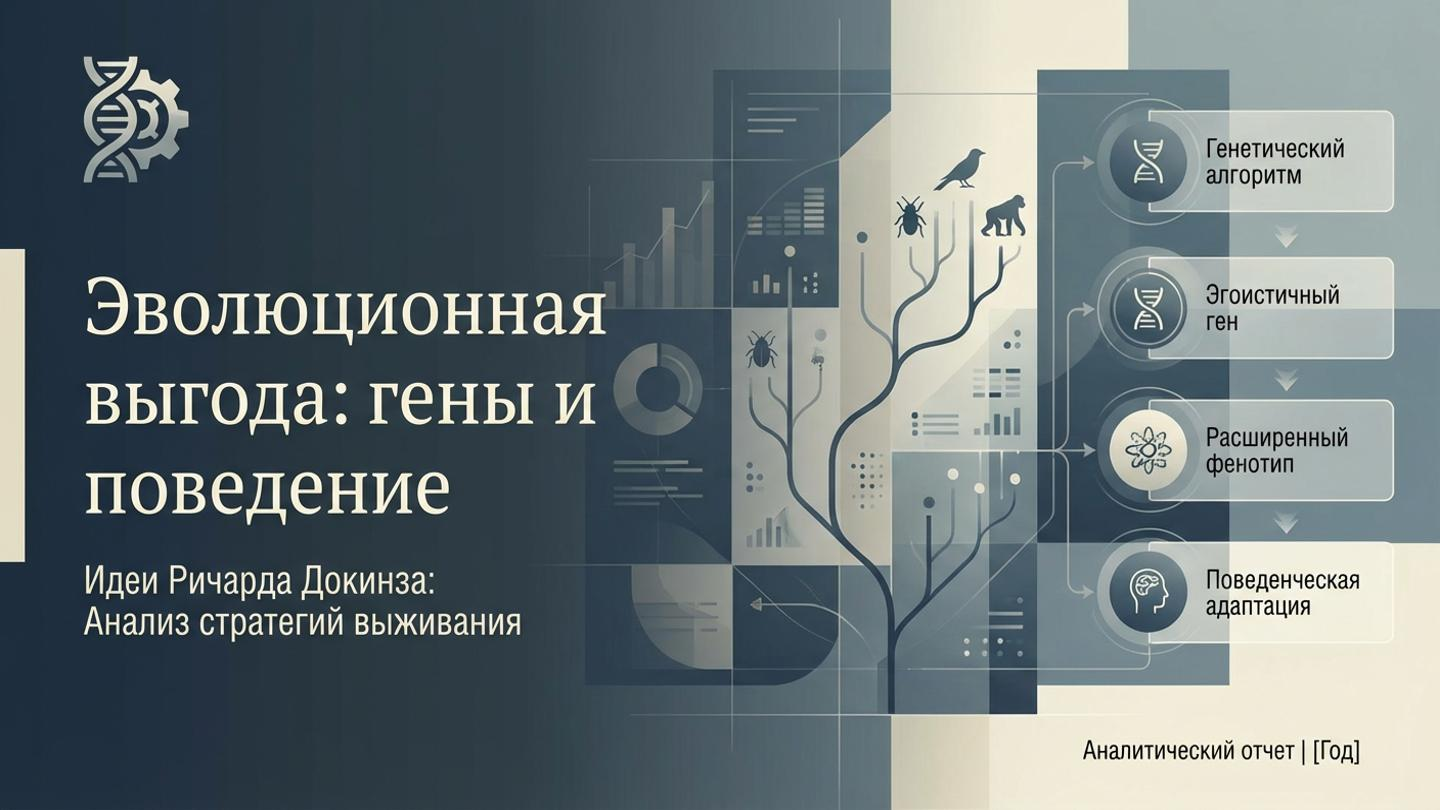 Эволюционная
выгода: гены и
поведение
Идеи Ричарда Докинза:
Анализ стратегий выживания
Генетический
алгоритм
Эгоистичный
ген
Расширенный
фенотип
Поведенческая
адаптация
Аналитический отчет | [Год]